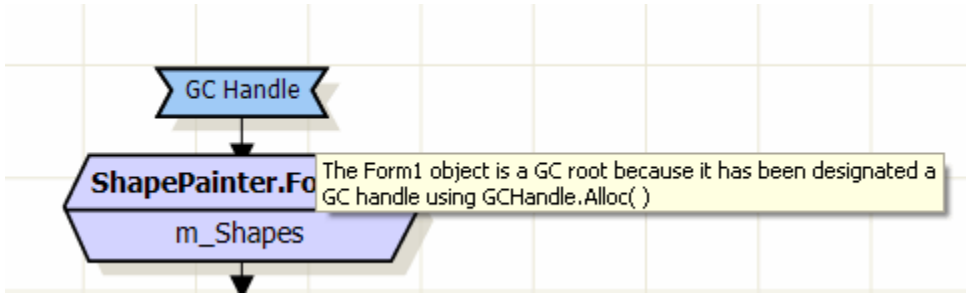 GC Handle
The Form1 object is a GC root because it has been designated a
GC handle using GCHandle.Alloc( )
ShapePainter.Fo
m_Shapes